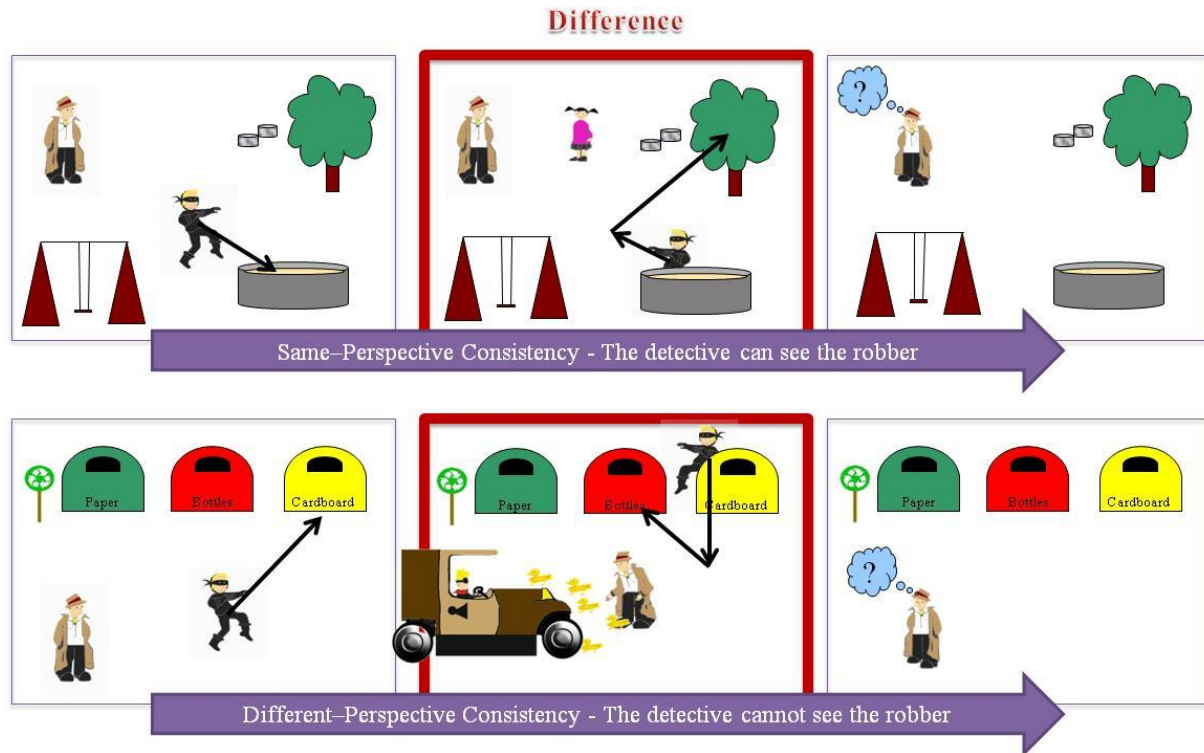 Difference
?
Same–Perspective Consistency - The detective can see the robber
Paper
Bottles
Cardboard
Paper
Bottles
Cardboard
Paper
Bottles
Cardboard
?
Different–Perspective Consistency - The detective cannot see the robber